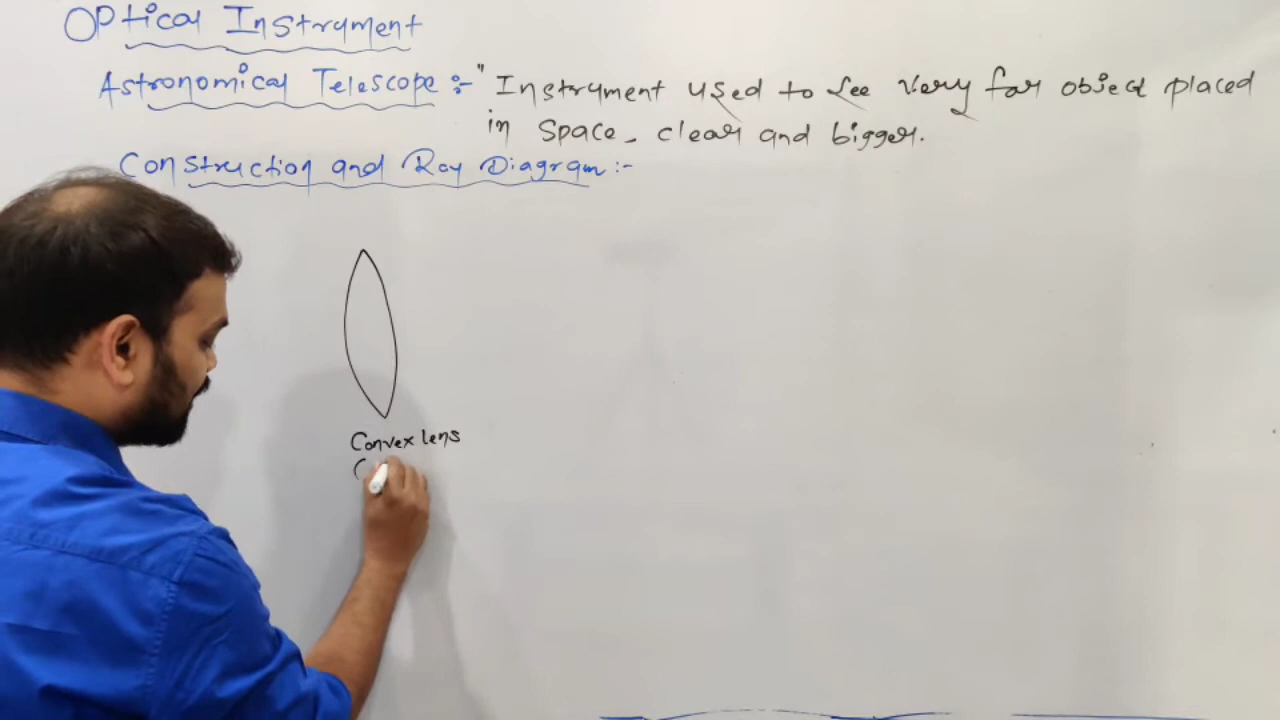 Optical Instrument
Astronomical Telescope :- "Instrument used to see very far object placed
in space clear and bigger.
Construction and Ray Diagram :-
Convex lens
(